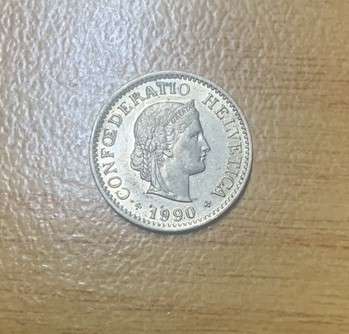 CONFŒDERATIO HELVETICA
* 1990 *